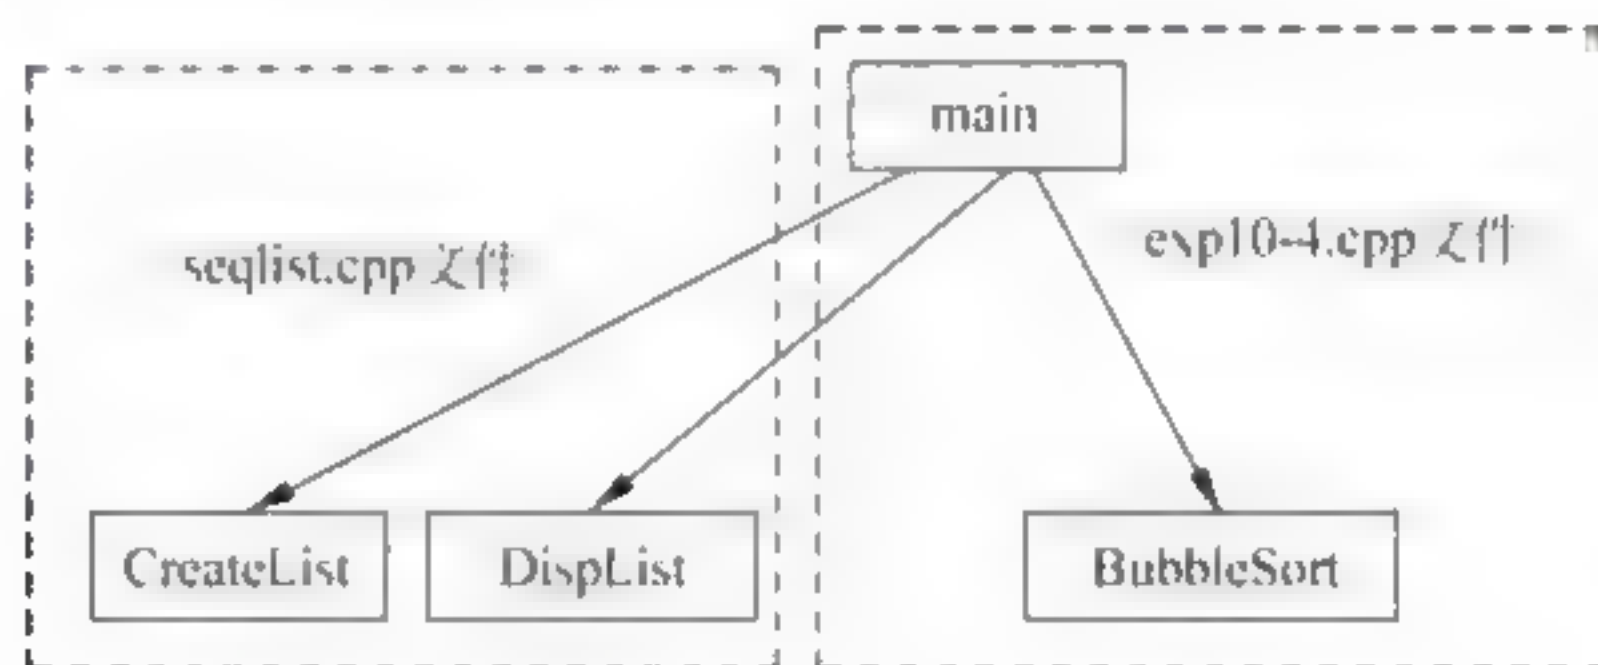 main
seqlist.cpp 文件
exp10-4.cpp 文件
CreateList
DispList
BubbleSort